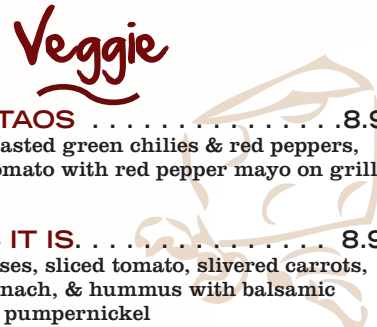 Veggie
TAOS . . . . . . . . . . . . . . . .8.9
asted green chilies & red peppers,
omato with red pepper mayo on grill
IT IS. . . . . . . . . . . . . . . 8.9
ses, sliced tomato, slivered carrots,
nach, & hummus with balsamic
pumpernickel